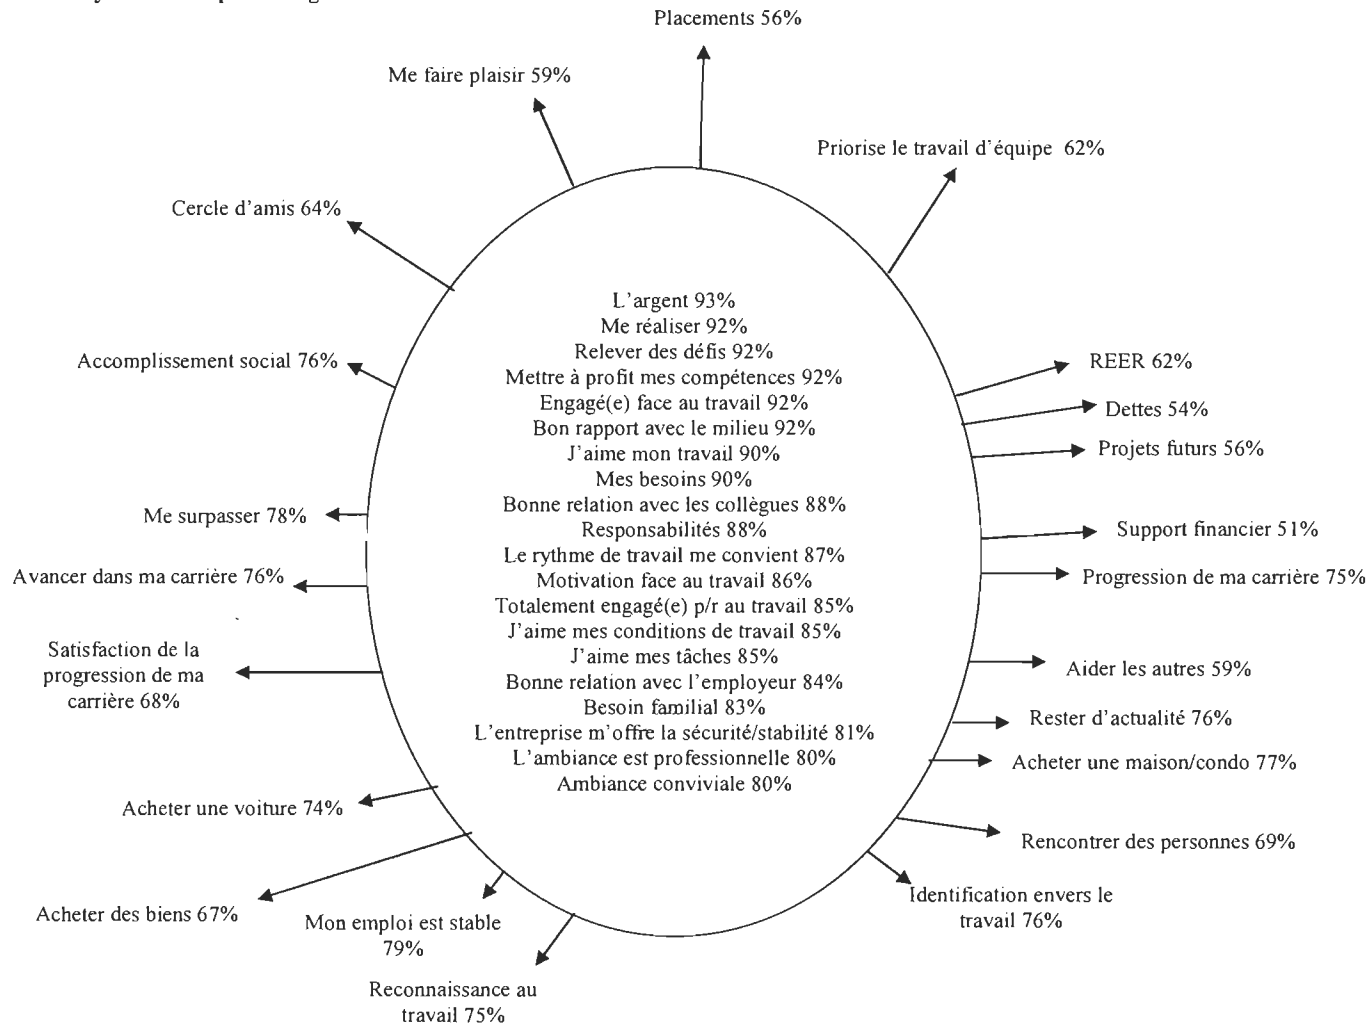 Placements 56%
Me faire plaisir 59%
Priorise le travail d'équipe 62%
Cercle d'amis 64%
L'argent 93%
Me réaliser 92%
Relever des défis 92%
Mettre à profit mes compétences 92%
Engagé(e) face au travail 92%
Bon rapport avec le milieu 92%
J'aime mon travail 90%
Mes besoins 90%
Bonne relation avec les collègues 88%
Responsabilités 88%
Le rythme de travail me convient 87%
Motivation face au travail 86%
Totalement engagé(e) p/r au travail 85%
J'aime mes conditions de travail 85%
J'aime mes tâches 85%
Bonne relation avec l'employeur 84%
Besoin familial 83%
L'entreprise m'offre la sécurité/stabilité 81%
L'ambiance est professionnelle 80%
Ambiance conviviale 80%
Accomplissement social 76%
Me surpasser 78%
Avancer dans ma carrière 76%
Satisfaction de la
progression de ma
carrière 68%
Acheter une voiture 74%
Acheter des biens 67%
Mon emploi est stable
79%
Reconnaissance au
travail 75%
REER 62%
Dettes 54%
Projets futurs 56%
Support financier 51%
Progression de ma carrière 75%
Aider les autres 59%
Rester d'actualité 76%
Acheter une maison/condo 77%
Rencontrer des personnes 69%
Identification envers le
travail 76%